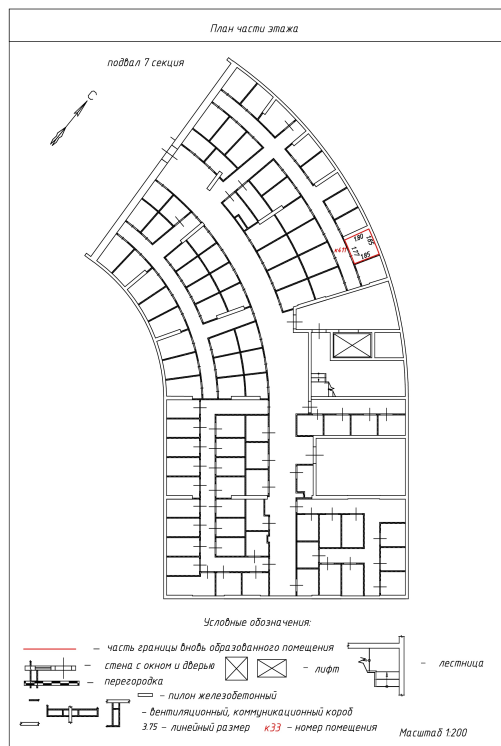 План части этажа
подвал 7 секция
С
1.80
1.85
1.77
1.85
Условные обозначения:
— часть границы вновь образованного помещения
— стена с окном и дверью
— лифт
— лестница
— перегородка
— пилон железобетонный
— вентиляционный, коммуникационный короб
3.75 — линейный размер
к33 — номер помещения
Масштаб 1:200